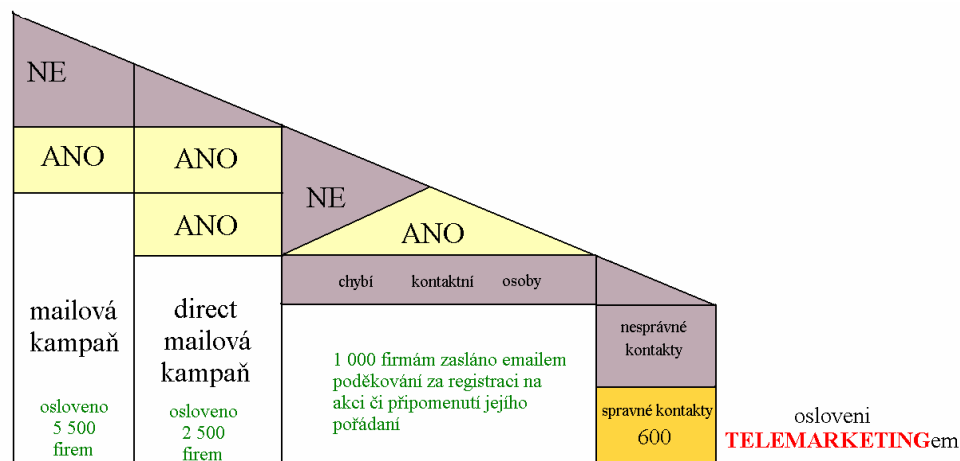 NE
ANO
ANO
ANO
NE
ANO
chybí kontaktní osoby
mailová
kampaň
osloveno
5 500
firem
direct
mailová
kampaň
osloveno
2 500
firem
1 000 firmám zasláno emailem
poděkování za registraci na
akci či připomenutí jejího
pořádaní
nesprávné
kontakty
spravné kontakty
600
osloveni
TELEMARKETINGem